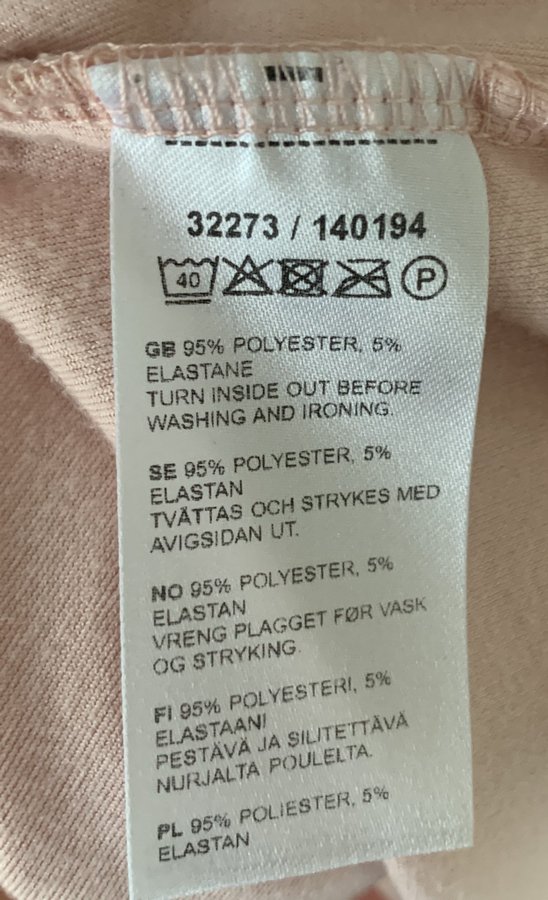 32273 / 140194
40 P
GB 95% POLYESTER, 5%
ELASTANE
TURN INSIDE OUT BEFORE
WASHING AND IRONING.
SE 95% POLYESTER, 5%
ELASTAN
TVÄTTAS OCH STRYKES MED
AVIGSIDAN UT.
NO 95% POLYESTER, 5%
ELASTAN
VRENG PLAGGET FØR VASK
OG STRYKING.
FI 95% POLYESTERI, 5%
ELASTAANI
PESTÄVÄ JA SILITETTÄVÄ
NURJALTA POULELTA.
PL 95% POLIESTER, 5%
ELASTAN